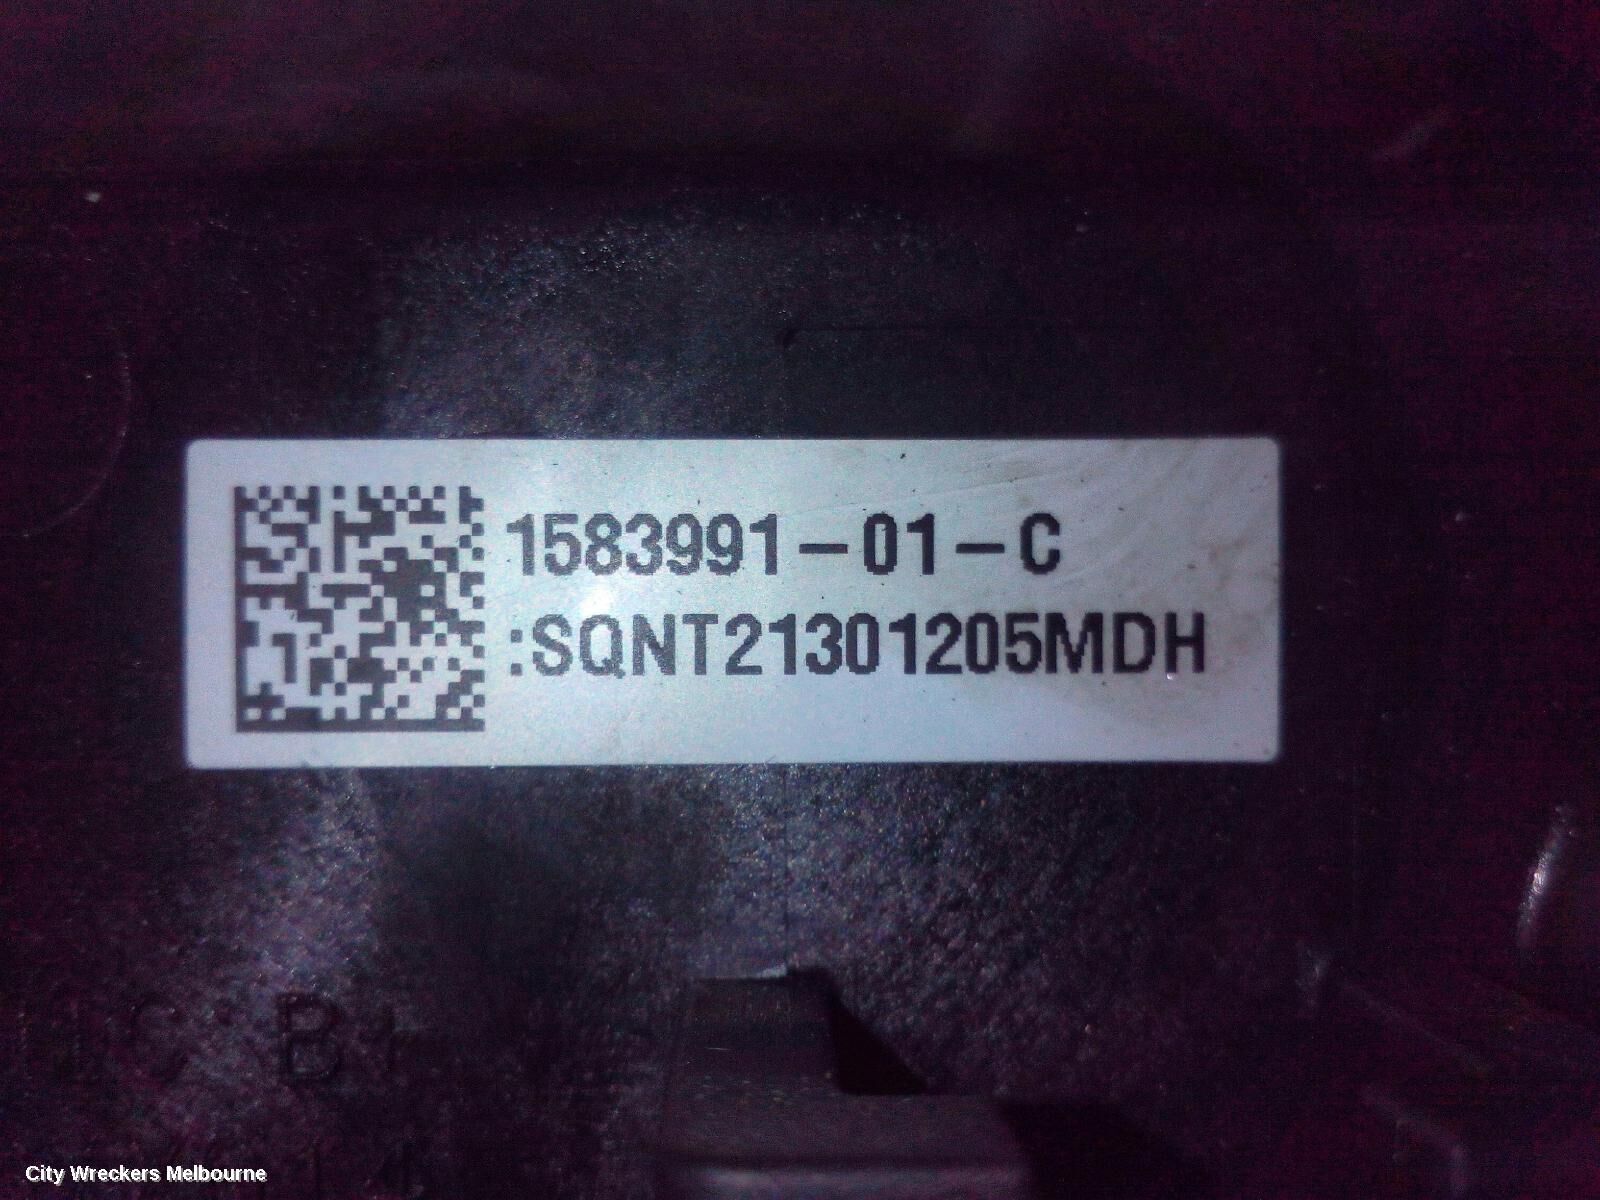 1583991-01-C
:SQNT21301205MDH
City Wreckers Melbourne